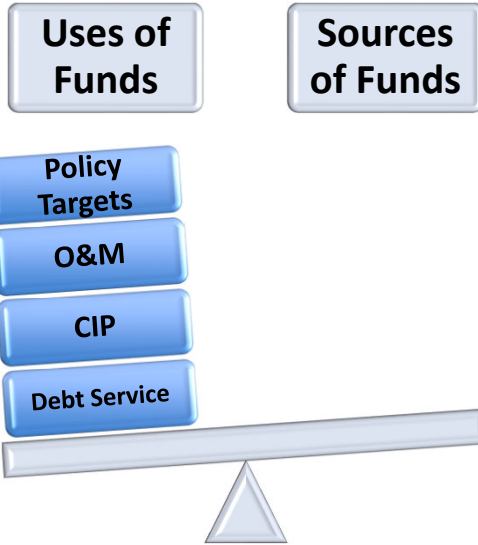 Uses of
Funds
Sources
of Funds
Policy
Targets
O&M
CIP
Debt Service